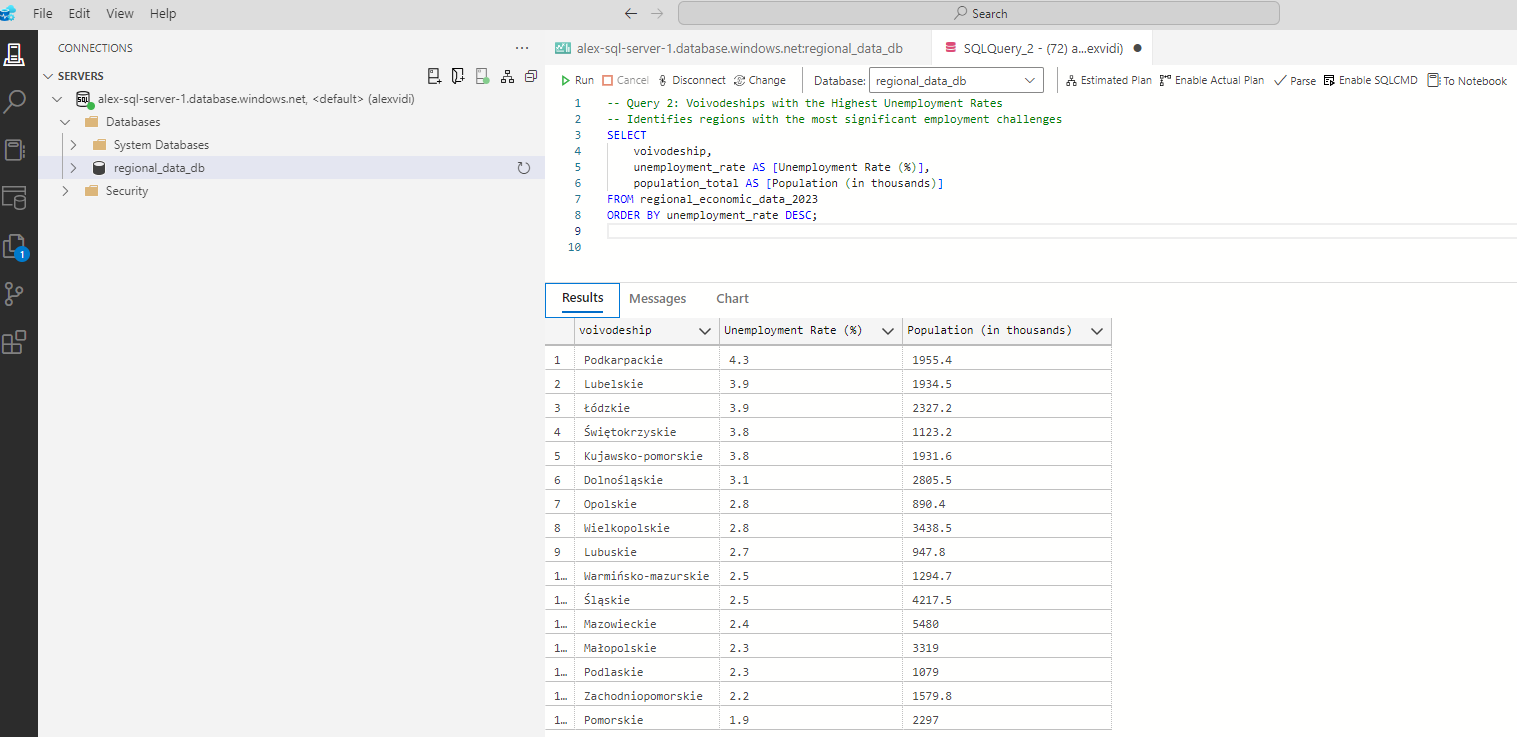 File Edit View Help
Search
CONNECTIONS
SERVERS
alex-sql-server-1.database.windows.net, <default> (alexvidi)
Databases
System Databases
regional_data_db
Security
1
alex-sql-server-1.database.windows.net:regional_data_db
SQLQuery_2 - (72) a...exvidi)
Run Cancel Disconnect Change Database: regional_data_db Estimated Plan Enable Actual Plan Parse Enable SQLCMD To Notebook
1 -- Query 2: Voivodeships with the Highest Unemployment Rates
2 -- Identifies regions with the most significant employment challenges
3 SELECT
4 voivodeship,
5 unemployment_rate AS [Unemployment Rate (%)],
6 population_total AS [Population (in thousands)]
7 FROM regional_economic_data_2023
8 ORDER BY unemployment_rate DESC;
9
10
Results Messages Chart
voivodeship Unemployment Rate (%) Population (in thousands)
1 Podkarpackie 4.3 1955.4
2 Lubelskie 3.9 1934.5
3 Łódzkie 3.9 2327.2
4 Świętokrzyskie 3.8 1123.2
5 Kujawsko-pomorskie 3.8 1931.6
6 Dolnośląskie 3.1 2805.5
7 Opolskie 2.8 890.4
8 Wielkopolskie 2.8 3438.5
9 Lubuskie 2.7 947.8
1… Warmińsko-mazurskie 2.5 1294.7
1… Śląskie 2.5 4217.5
1… Mazowieckie 2.4 5480
1… Małopolskie 2.3 3319
1… Podlaskie 2.3 1079
1… Zachodniopomorskie 2.2 1579.8
1… Pomorskie 1.9 2297